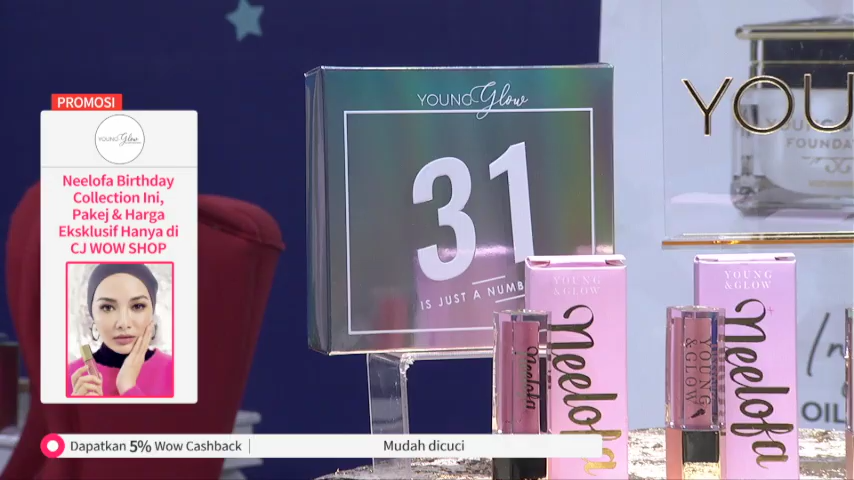 PROMOSI
YOUNG Glow
Neelofa Birthday
Collection Ini,
Pakej & Harga
Eksklusif Hanya di
CJ WOW SHOP
YOUNG Glow
31
IS JUST A NUMB
YOUNG
&GLOW
Neelofa
Neelofa
YOUNG
&GLOW
Neelofa
YOUNG
&GLOW
YOU
YOUNG &
FOUNDA
OIL
Dapatkan 5% Wow Cashback
Mudah dicuci